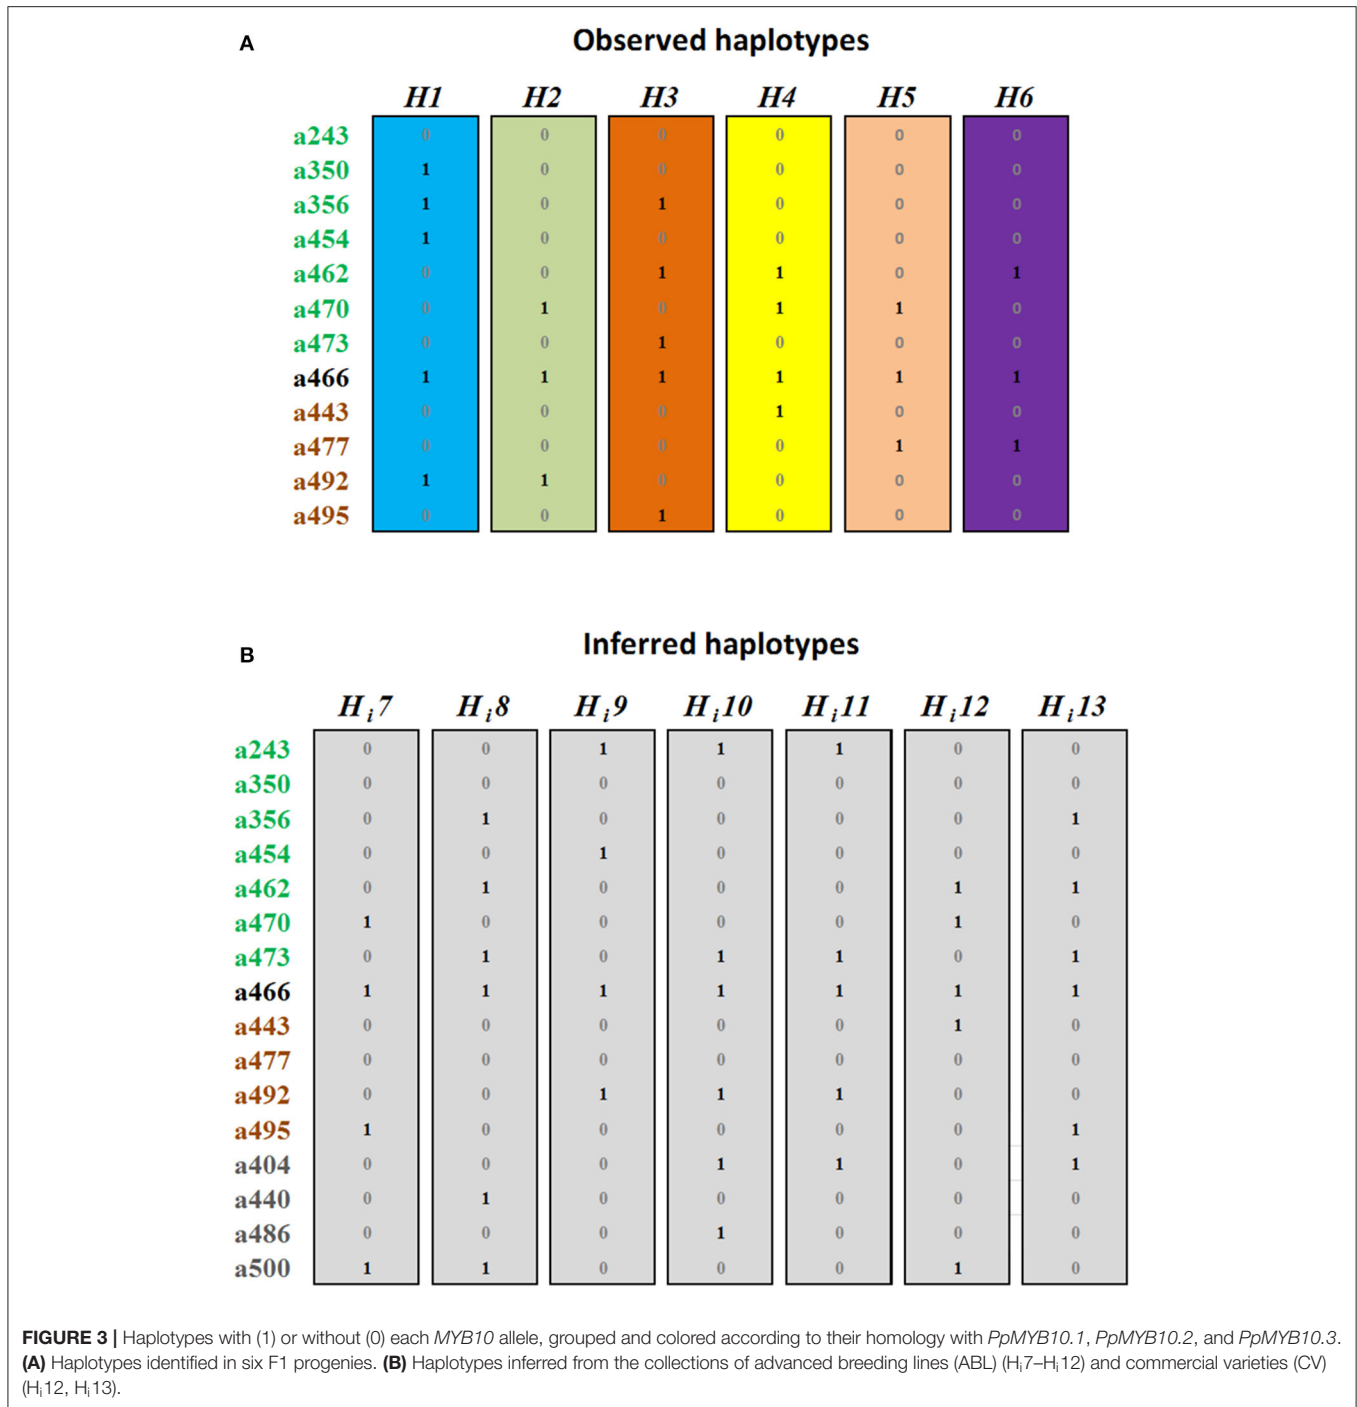 A
Observed haplotypes
H1 H2 H3 H4 H5 H6
a243 0 0 0 0 0 0
a350 1 0 0 0 0 0
a356 1 0 1 0 0 0
a454 1 0 0 0 0 0
a462 0 0 1 1 0 1
a470 0 1 0 1 1 0
a473 0 0 1 0 0 0
a466 1 1 1 1 1 1
a443 0 0 0 1 0 0
a477 0 0 0 0 1 1
a492 1 1 0 0 0 0
a495 0 0 1 0 0 0
B
Inferred haplotypes
Hi7 Hi8 Hi9 Hi10 Hi11 Hi12 Hi13
a243 0 0 1 1 1 0 0
a350 0 0 0 0 0 0 0
a356 0 1 0 0 0 0 1
a454 0 0 1 0 0 0 0
a462 0 1 0 0 0 1 1
a470 1 0 0 0 0 1 0
a473 0 1 0 1 1 0 1
a466 1 1 1 1 1 1 1
a443 0 0 0 0 0 1 0
a477 0 0 0 0 0 0 0
a492 0 0 1 1 1 0 0
a495 1 0 0 0 0 0 1
a404 0 0 0 1 1 0 1
a440 0 1 0 0 0 0 0
a486 0 0 0 1 0 0 0
a500 1 1 0 0 0 1 0
FIGURE 3 | Haplotypes with (1) or without (0) each MYB10 allele, grouped and colored according to their homology with PpMYB10.1, PpMYB10.2, and PpMYB10.3.
(A) Haplotypes identified in six F1 progenies. (B) Haplotypes inferred from the collections of advanced breeding lines (ABL) (Hi7–Hi12) and commercial varieties (CV)
(Hi12, Hi13).